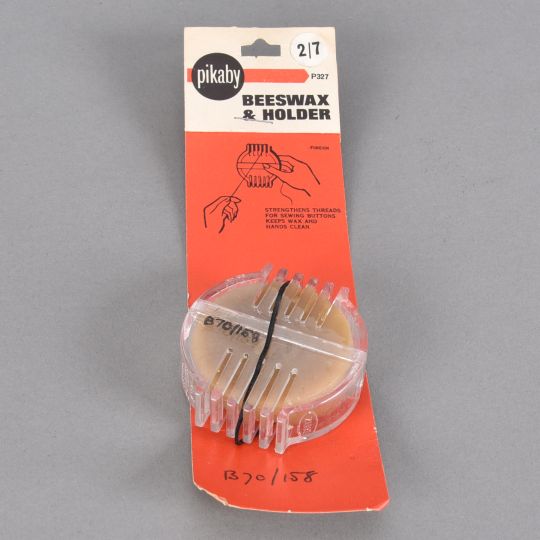 2/7
pikaby
P327
BEESWAX
& HOLDER
FOREIGN
STRENGTHENS THREADS
FOR SEWING BUTTONS
KEEPS WAX AND
HANDS CLEAN
B70/158
B70/158